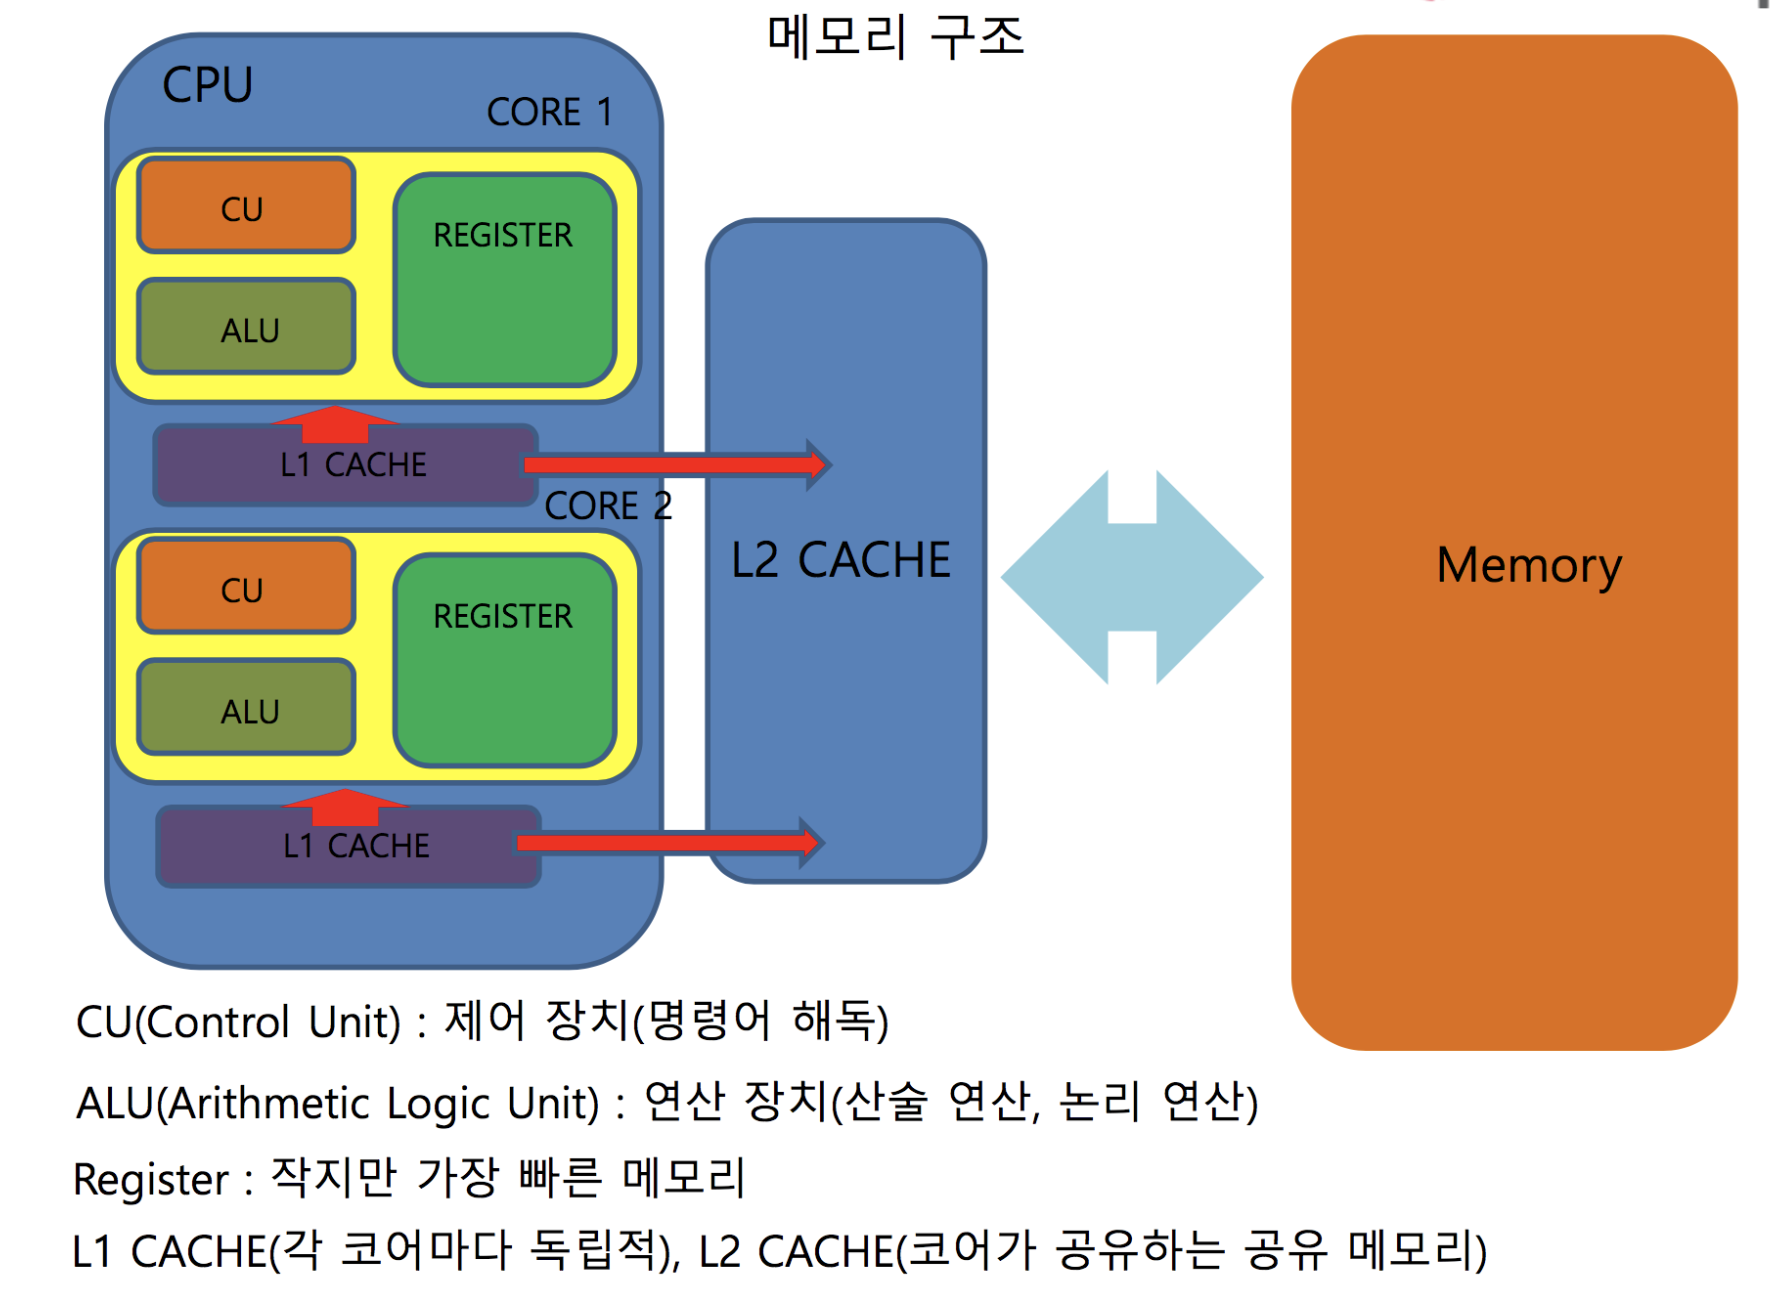 메모리 구조
CPU
CORE 1
CU
REGISTER
ALU
L1 CACHE
CORE 2
CU
REGISTER
ALU
L1 CACHE
L2 CACHE
Memory
CU(Control Unit) : 제어 장치(명령어 해독)
ALU(Arithmetic Logic Unit) : 연산 장치(산술 연산, 논리 연산)
Register : 작지만 가장 빠른 메모리
L1 CACHE(각 코어마다 독립적), L2 CACHE(코어가 공유하는 공유 메모리)